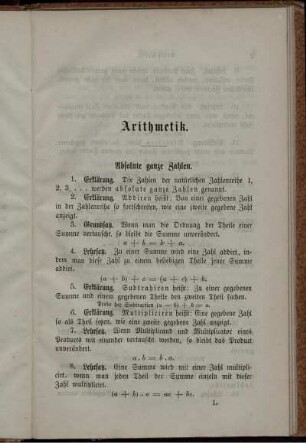 Arithmetik.
Absolute ganze Zahlen.
1. Erklärung. Die Zahlen der natürlichen Zahlenreihe 1,
2, 3, . . . werden absolute ganze Zahlen genannt.
2. Erklärung. Addiren heißt: Von einer gegebenen Zahl
in der Zahlenreihe so fortschreiten, wie eine zweite gegebene Zahl
anzeigt.
3. Grundsatz. Wenn man die Ordnung der Theile einer
Summe vertauscht, so bleibt die Summe unverändert.
a + b = b + a.
4. Lehrsatz. Zu einer Summe wird eine Zahl addirt, in-
dem man diese Zahl zu einem beliebigen Theile jener Summe
addirt.
(a + b) + c = (a + c) + b.
5. Erklärung. Subtrahiren heißt: Zu einer gegebenen
Summe und einem gegebenen Theile den zweiten Theil suchen.
Probe der Subtraction (a — b) + b = a.
6. Erklärung. Multipliciren heißt: Eine gegebene Zahl
so als Theil setzen, wie eine zweite gegebene Zahl anzeigt.
7. Lehrsatz. Wenn Multiplicand und Multiplicator eines
Productes mit einander vertauscht werden, so bleibt das Product
unverändert.
a . b = b . a.
8. Lehrsatz. Eine Summe wird mit einer Zahl multipli-
cirt, wenn man jeden Theil der Summe einzeln mit dieser
Zahl multiplicirt.
(a + b) . c = ac + bc.